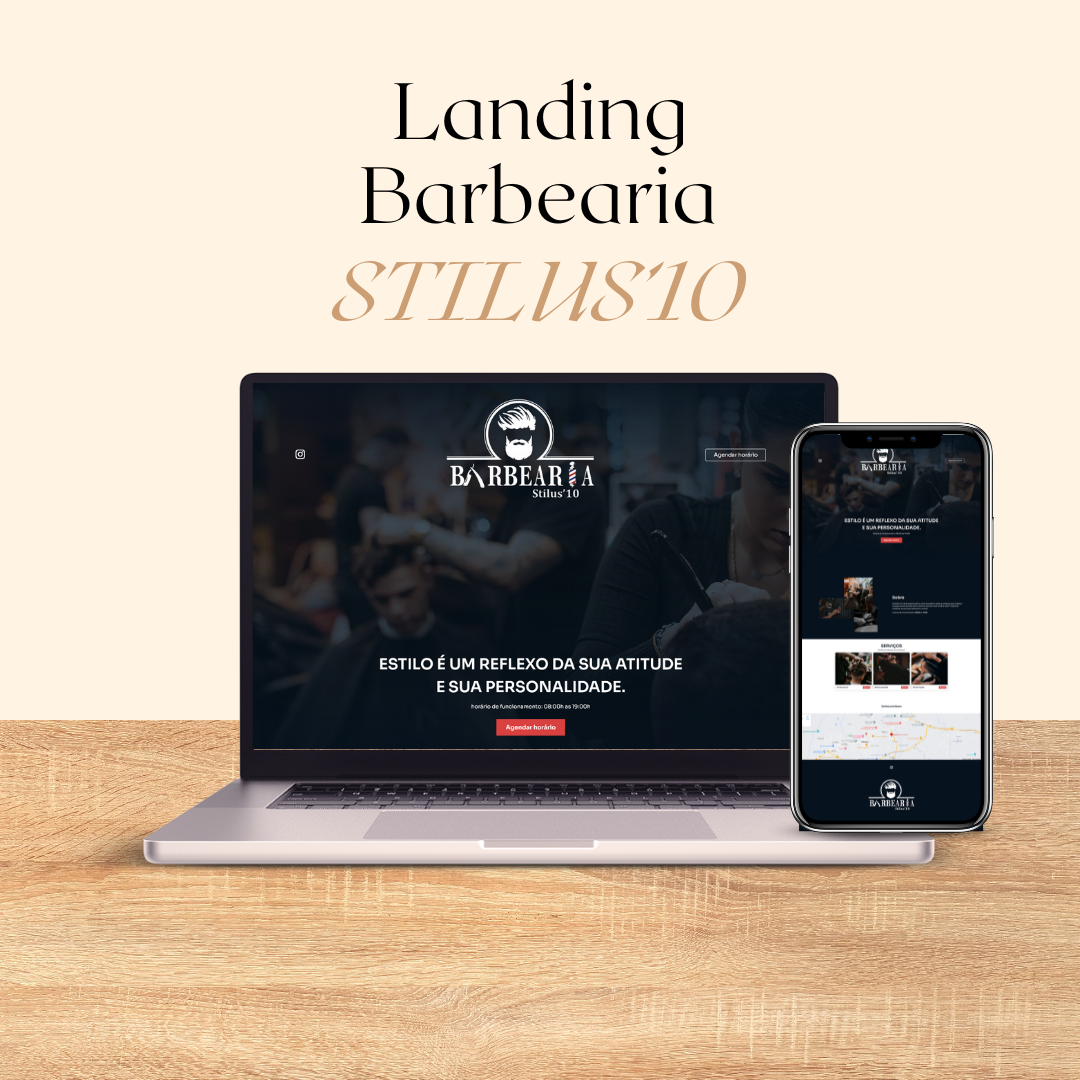 Landing
Barbearia
STILUS'10
BARBEARIA
Stilus'10
Agendar horário
ESTILO É UM REFLEXO DA SUA ATITUDE
E SUA PERSONALIDADE.
horário de funcionamento: 08:00h as 19:00h
Agendar horário
BARBEARIA
Stilus'10
ESTILO É UM REFLEXO DA SUA ATITUDE
E SUA PERSONALIDADE.
Sobre
SERVIÇOS
BARBEARIA
Stilus'10